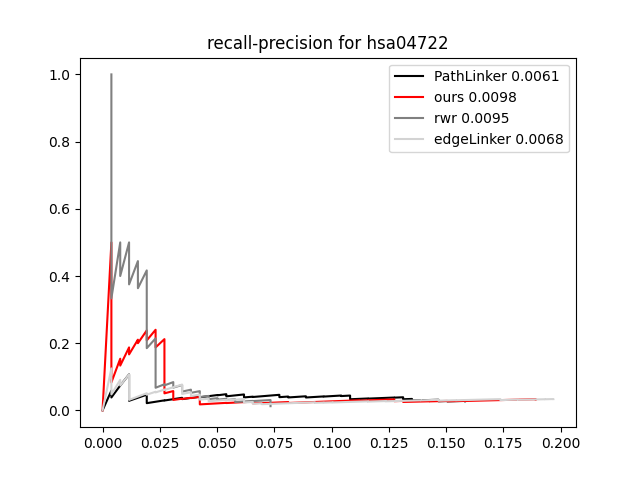 recall-precision for hsa04722
PathLinker 0.0061
ours 0.0098
rwr 0.0095
edgeLinker 0.0068
1.0
0.8
0.6
0.4
0.2
0.0
0.000 0.025 0.050 0.075 0.100 0.125 0.150 0.175 0.200